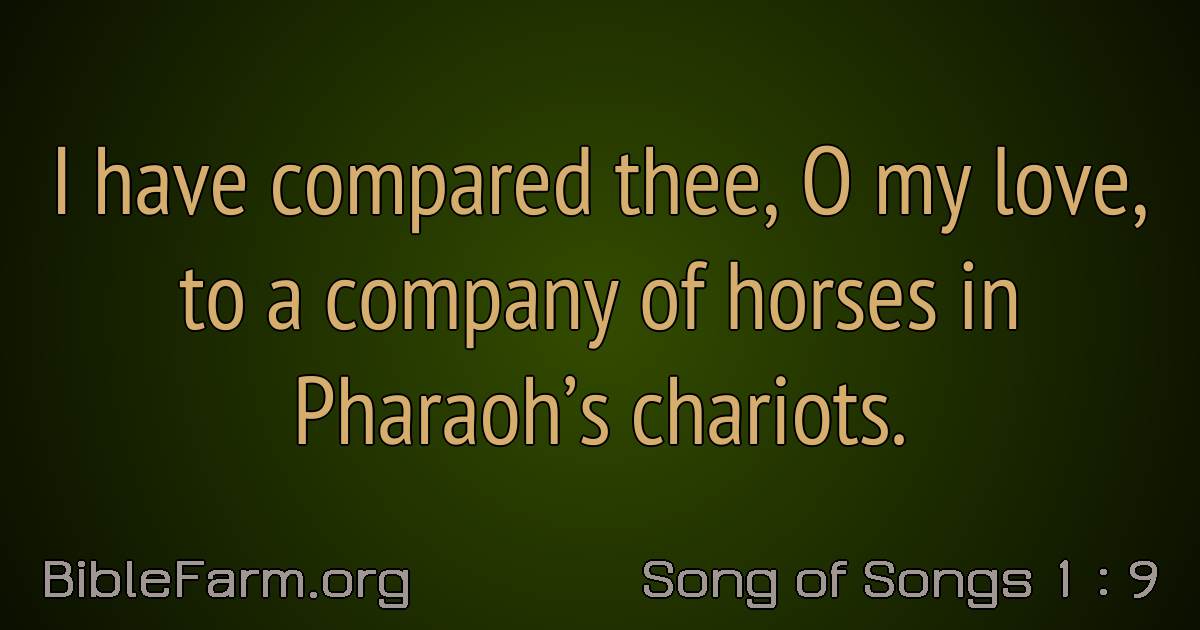 I have compared thee, O my love,
to a company of horses in
Pharaoh’s chariots.
BibleFarm.org
Song of Songs 1 : 9